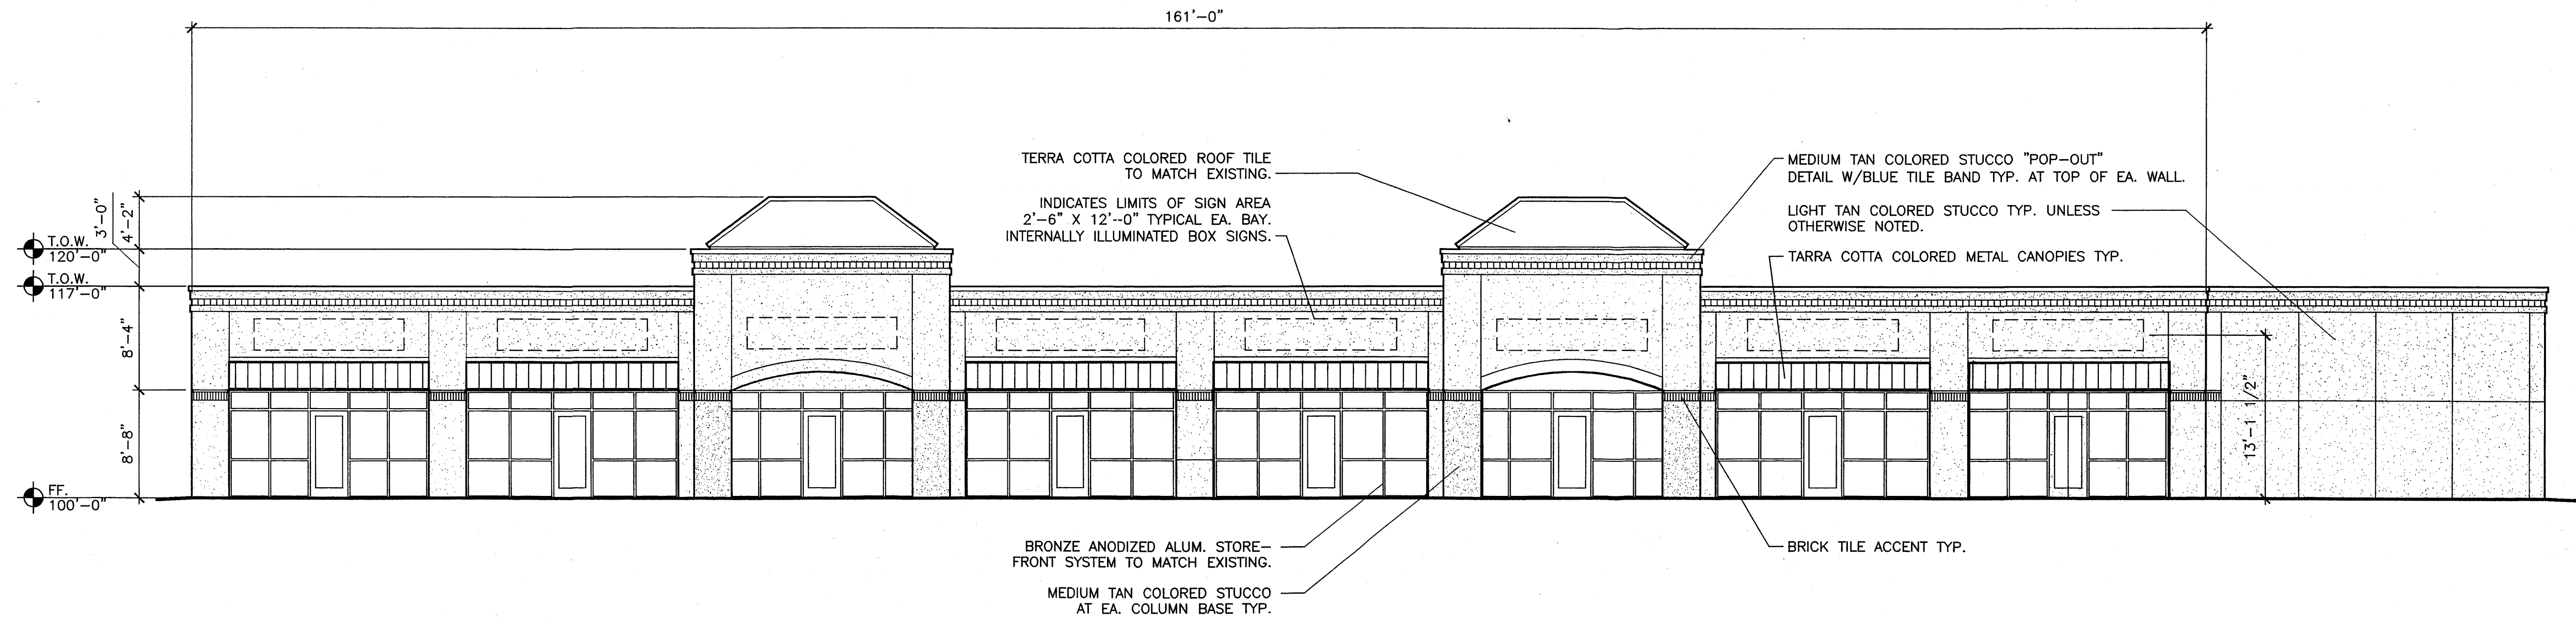 161'-0"
TERRA COTTA COLORED ROOF TILE
TO MATCH EXISTING.
INDICATES LIMITS OF SIGN AREA
2'-6" X 12'--0" TYPICAL EA. BAY.
INTERNALLY ILLUMINATED BOX SIGNS.
MEDIUM TAN COLORED STUCCO "POP-OUT"
DETAIL W/BLUE TILE BAND TYP. AT TOP OF EA. WALL.
LIGHT TAN COLORED STUCCO TYP. UNLESS
OTHERWISE NOTED.
TARRA COTTA COLORED METAL CANOPIES TYP.
3'-0"
4'-2"
T.O.W.
120'-0"
T.O.W.
117'-0"
8'-4"
8'-8"
FF.
100'-0"
13'-1 1/2"
BRONZE ANODIZED ALUM. STORE-
FRONT SYSTEM TO MATCH EXISTING.
MEDIUM TAN COLORED STUCCO
AT EA. COLUMN BASE TYP.
BRICK TILE ACCENT TYP.